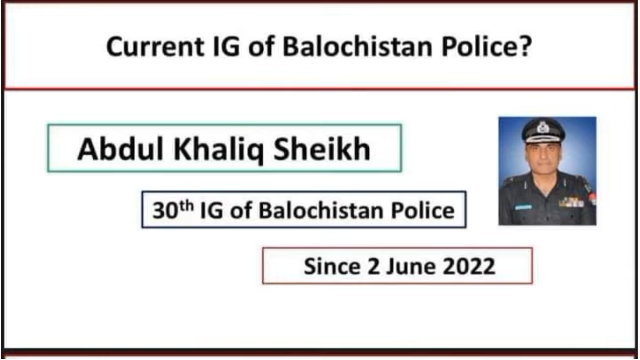 Current IG of Balochistan Police?
Abdul Khaliq Sheikh
30th IG of Balochistan Police
Since 2 June 2022